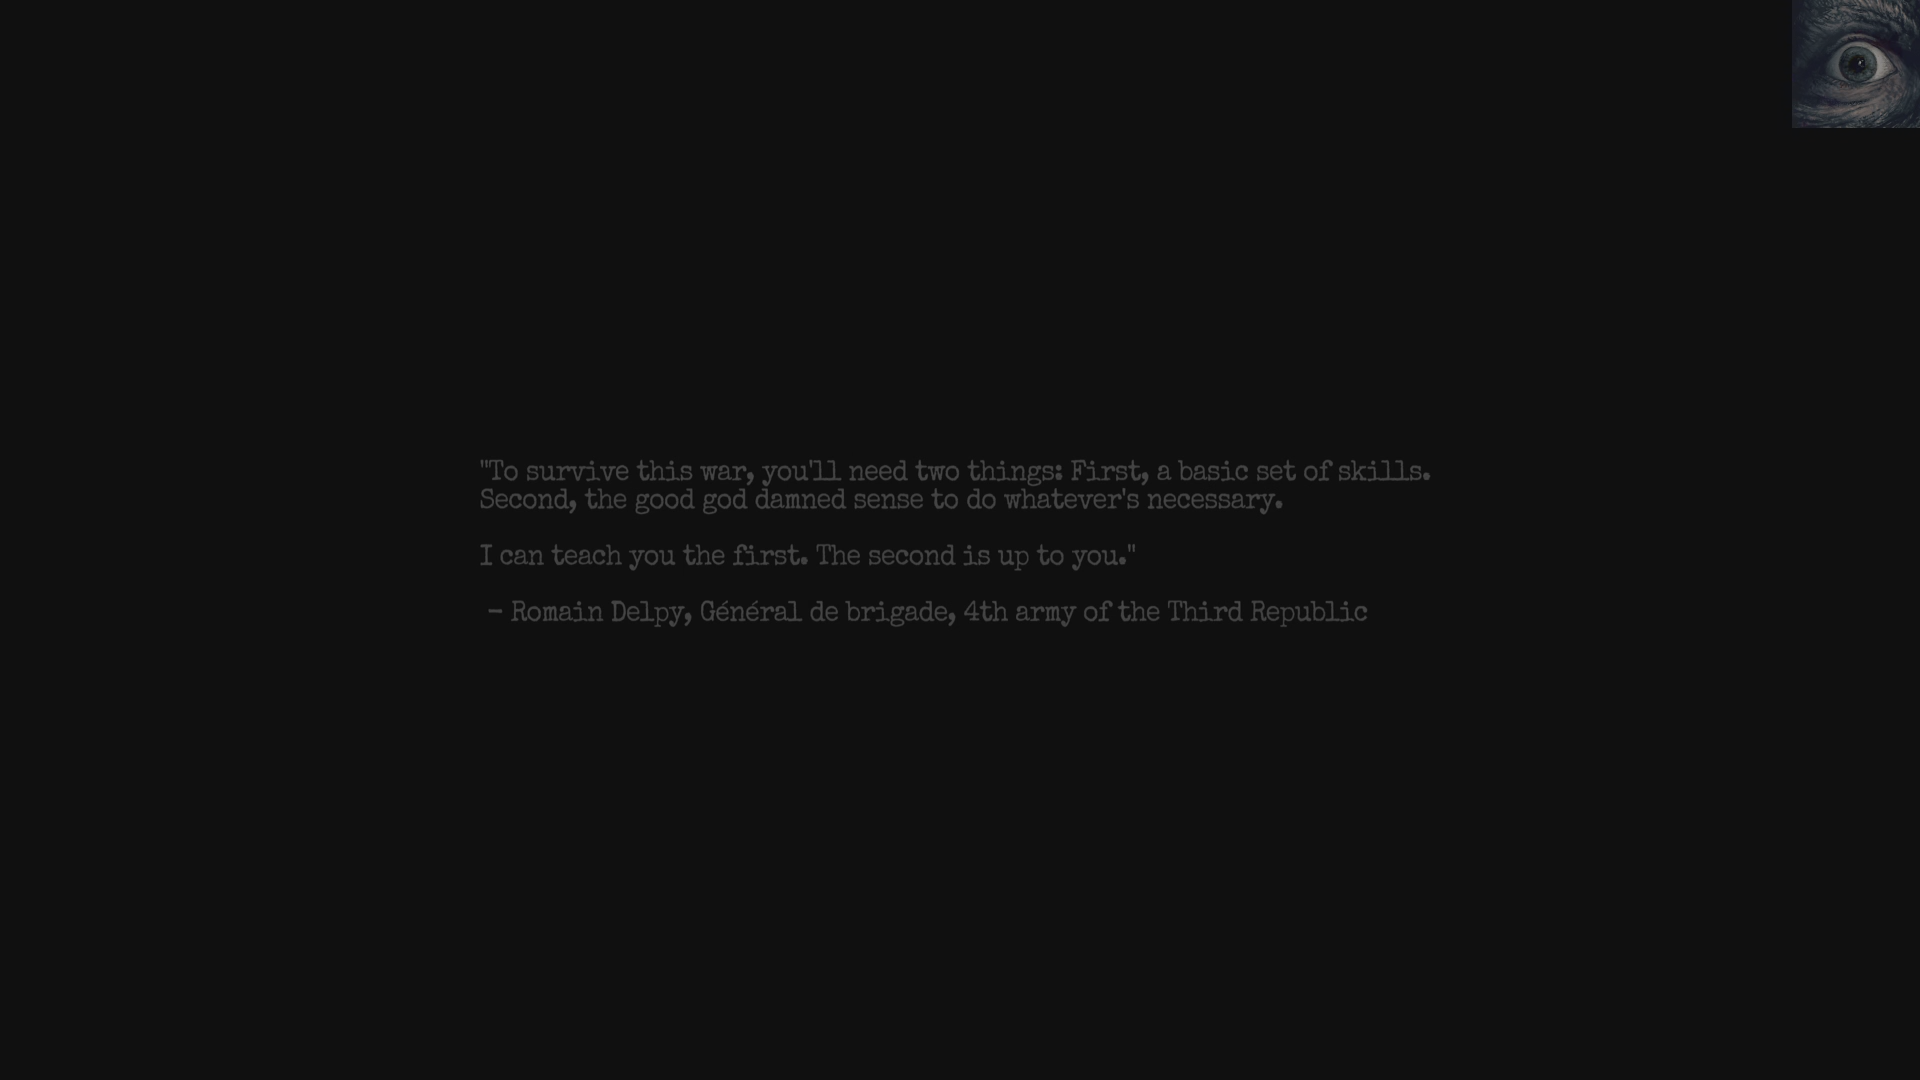 "To survive this war, you'll need two things: First, a basic set of skills.
Second, the good god damned sense to do whatever's necessary.
I can teach you the first. The second is up to you."
- Romain Delpy, Général de brigade, 4th army of the Third Republic